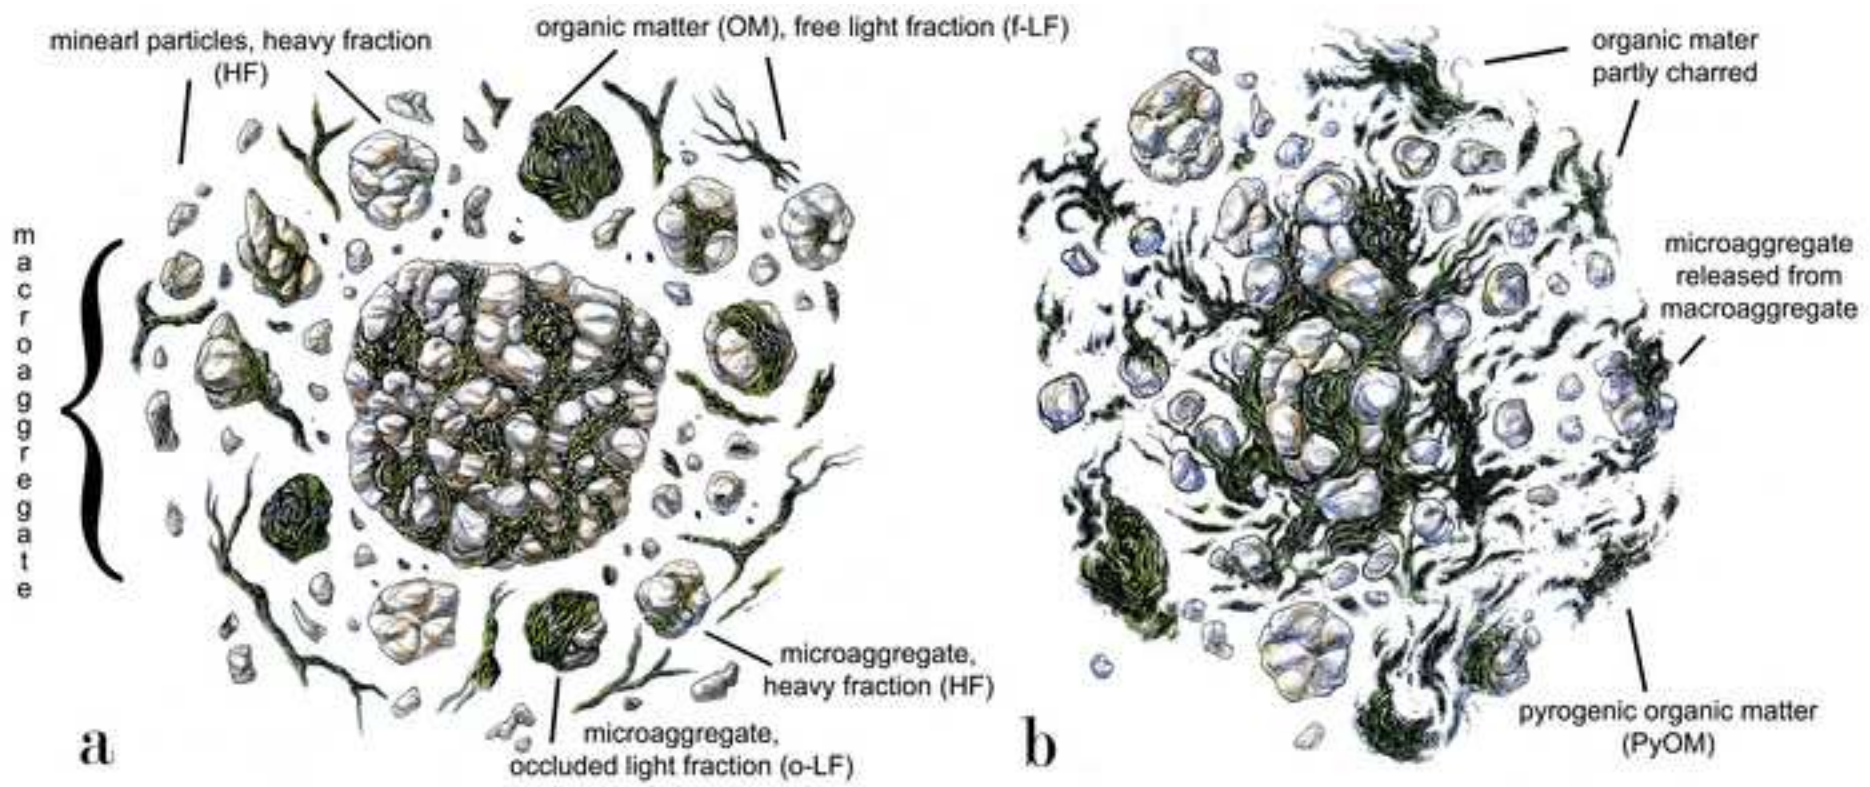 minearl particles, heavy fraction
(HF)
organic matter (OM), free light fraction (f-LF)
macroaggregate
microaggregate,
heavy fraction (HF)
microaggregate,
occluded light fraction (o-LF)
a
organic mater
partly charred
microaggregate
released from
macroaggregate
pyrogenic organic matter
(PyOM)
b